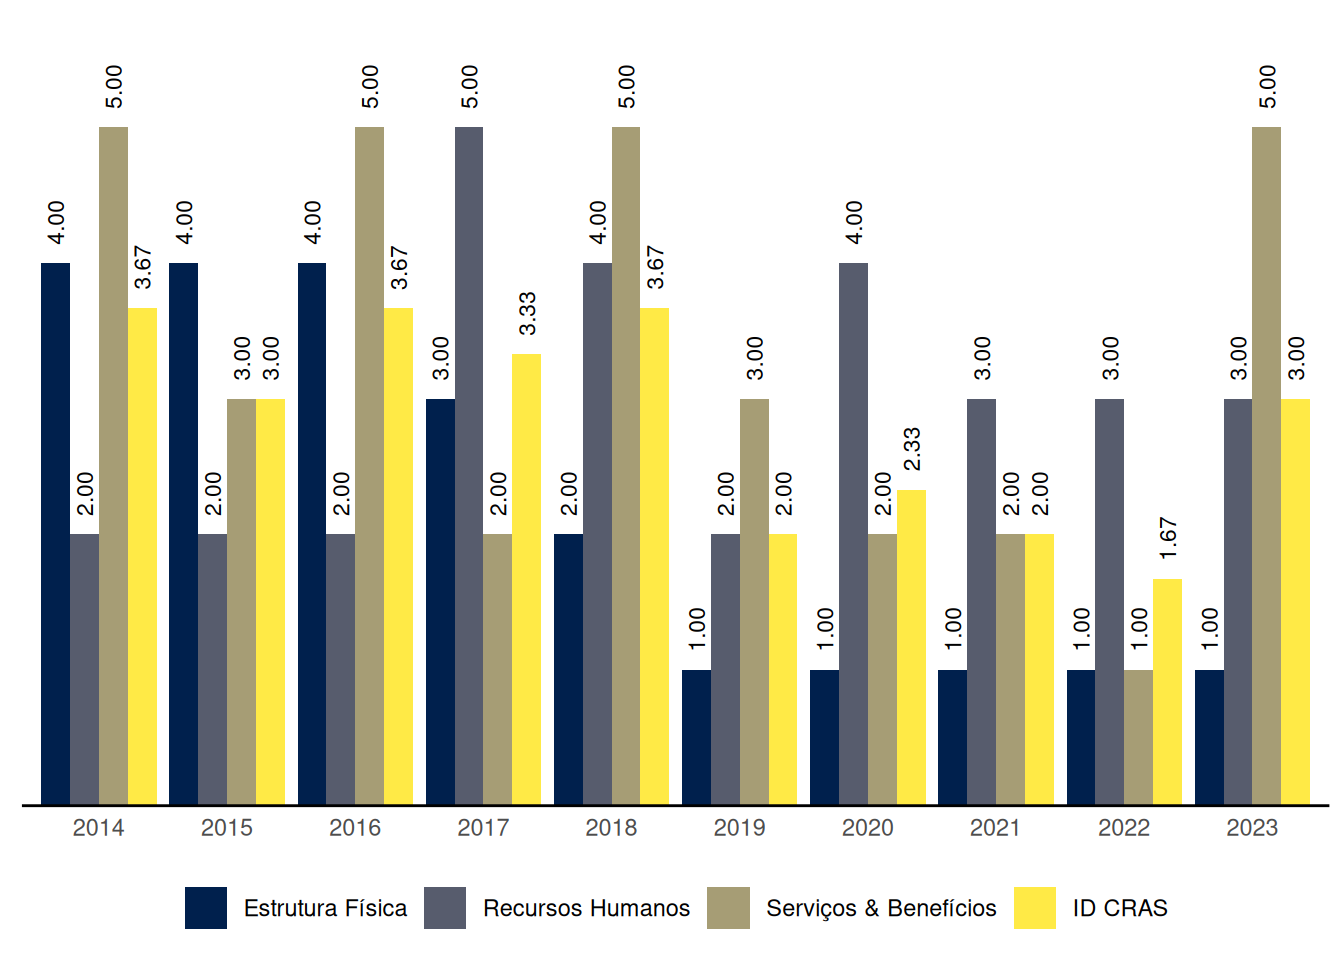 5.00 5.00 5.00 5.00 5.00
4.00 4.00 4.00 4.00 4.00
3.67 3.67 3.67
3.33
3.00 3.00 3.00 3.00 3.00 3.00 3.00 3.00
2.33
2.00 2.00 2.00 2.00 2.00 2.00 2.00 2.00 2.00 2.00
1.67
1.00 1.00 1.00 1.00 1.00 1.00
2014 2015 2016 2017 2018 2019 2020 2021 2022 2023
Estrutura Física Recursos Humanos Serviços & Benefícios ID CRAS